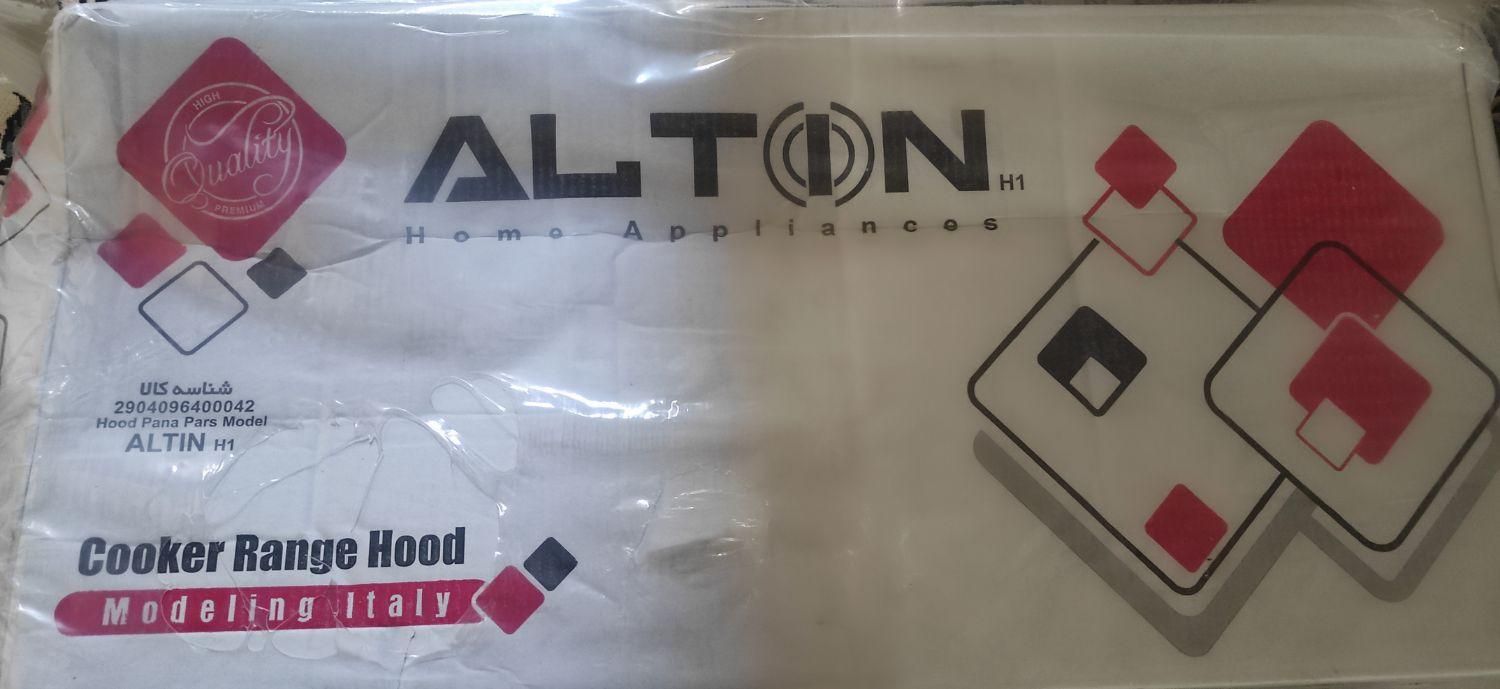 HIGH
Quality
PREMIUM
ALTIN H1
Home Appliances
شناسه کالا
2904096400042
Hood Pana Pars Model
ALTIN H1
Cooker Range Hood
Modeling Italy